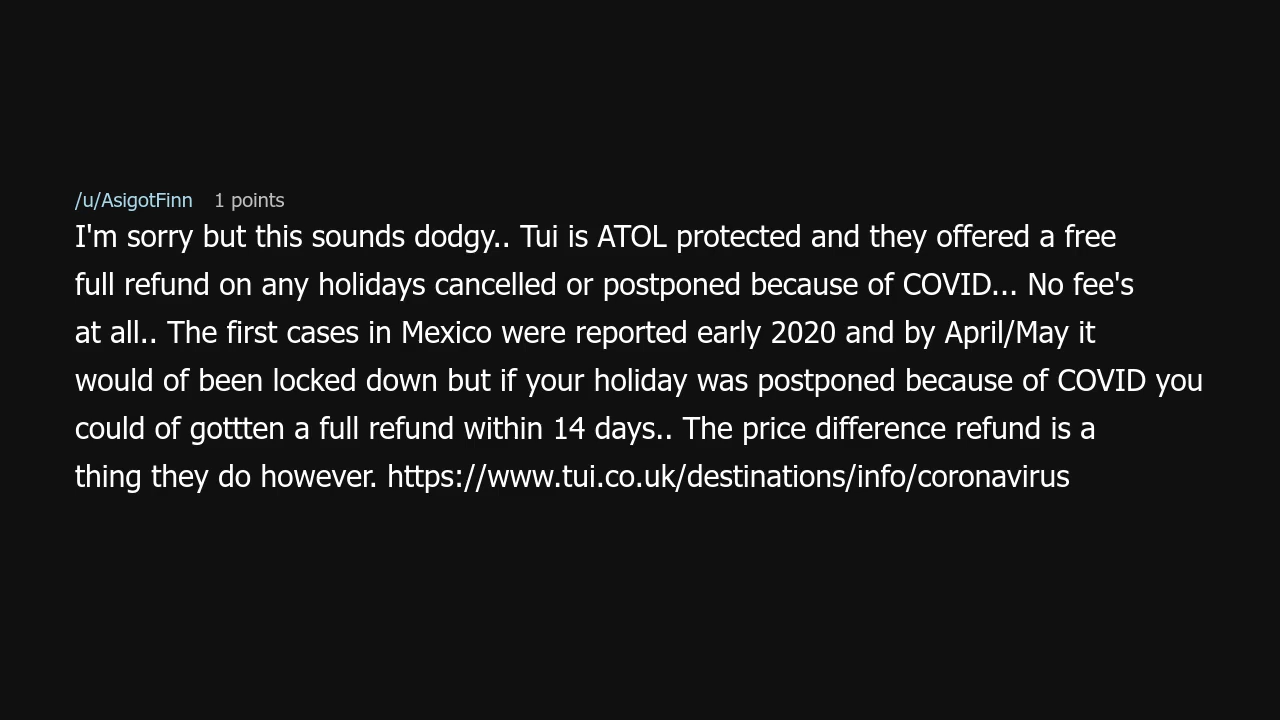 /u/AsigotFinn 1 points
I'm sorry but this sounds dodgy.. Tui is ATOL protected and they offered a free
full refund on any holidays cancelled or postponed because of COVID... No fee's
at all.. The first cases in Mexico were reported early 2020 and by April/May it
would of been locked down but if your holiday was postponed because of COVID you
could of gottten a full refund within 14 days.. The price difference refund is a
thing they do however. https://www.tui.co.uk/destinations/info/coronavirus